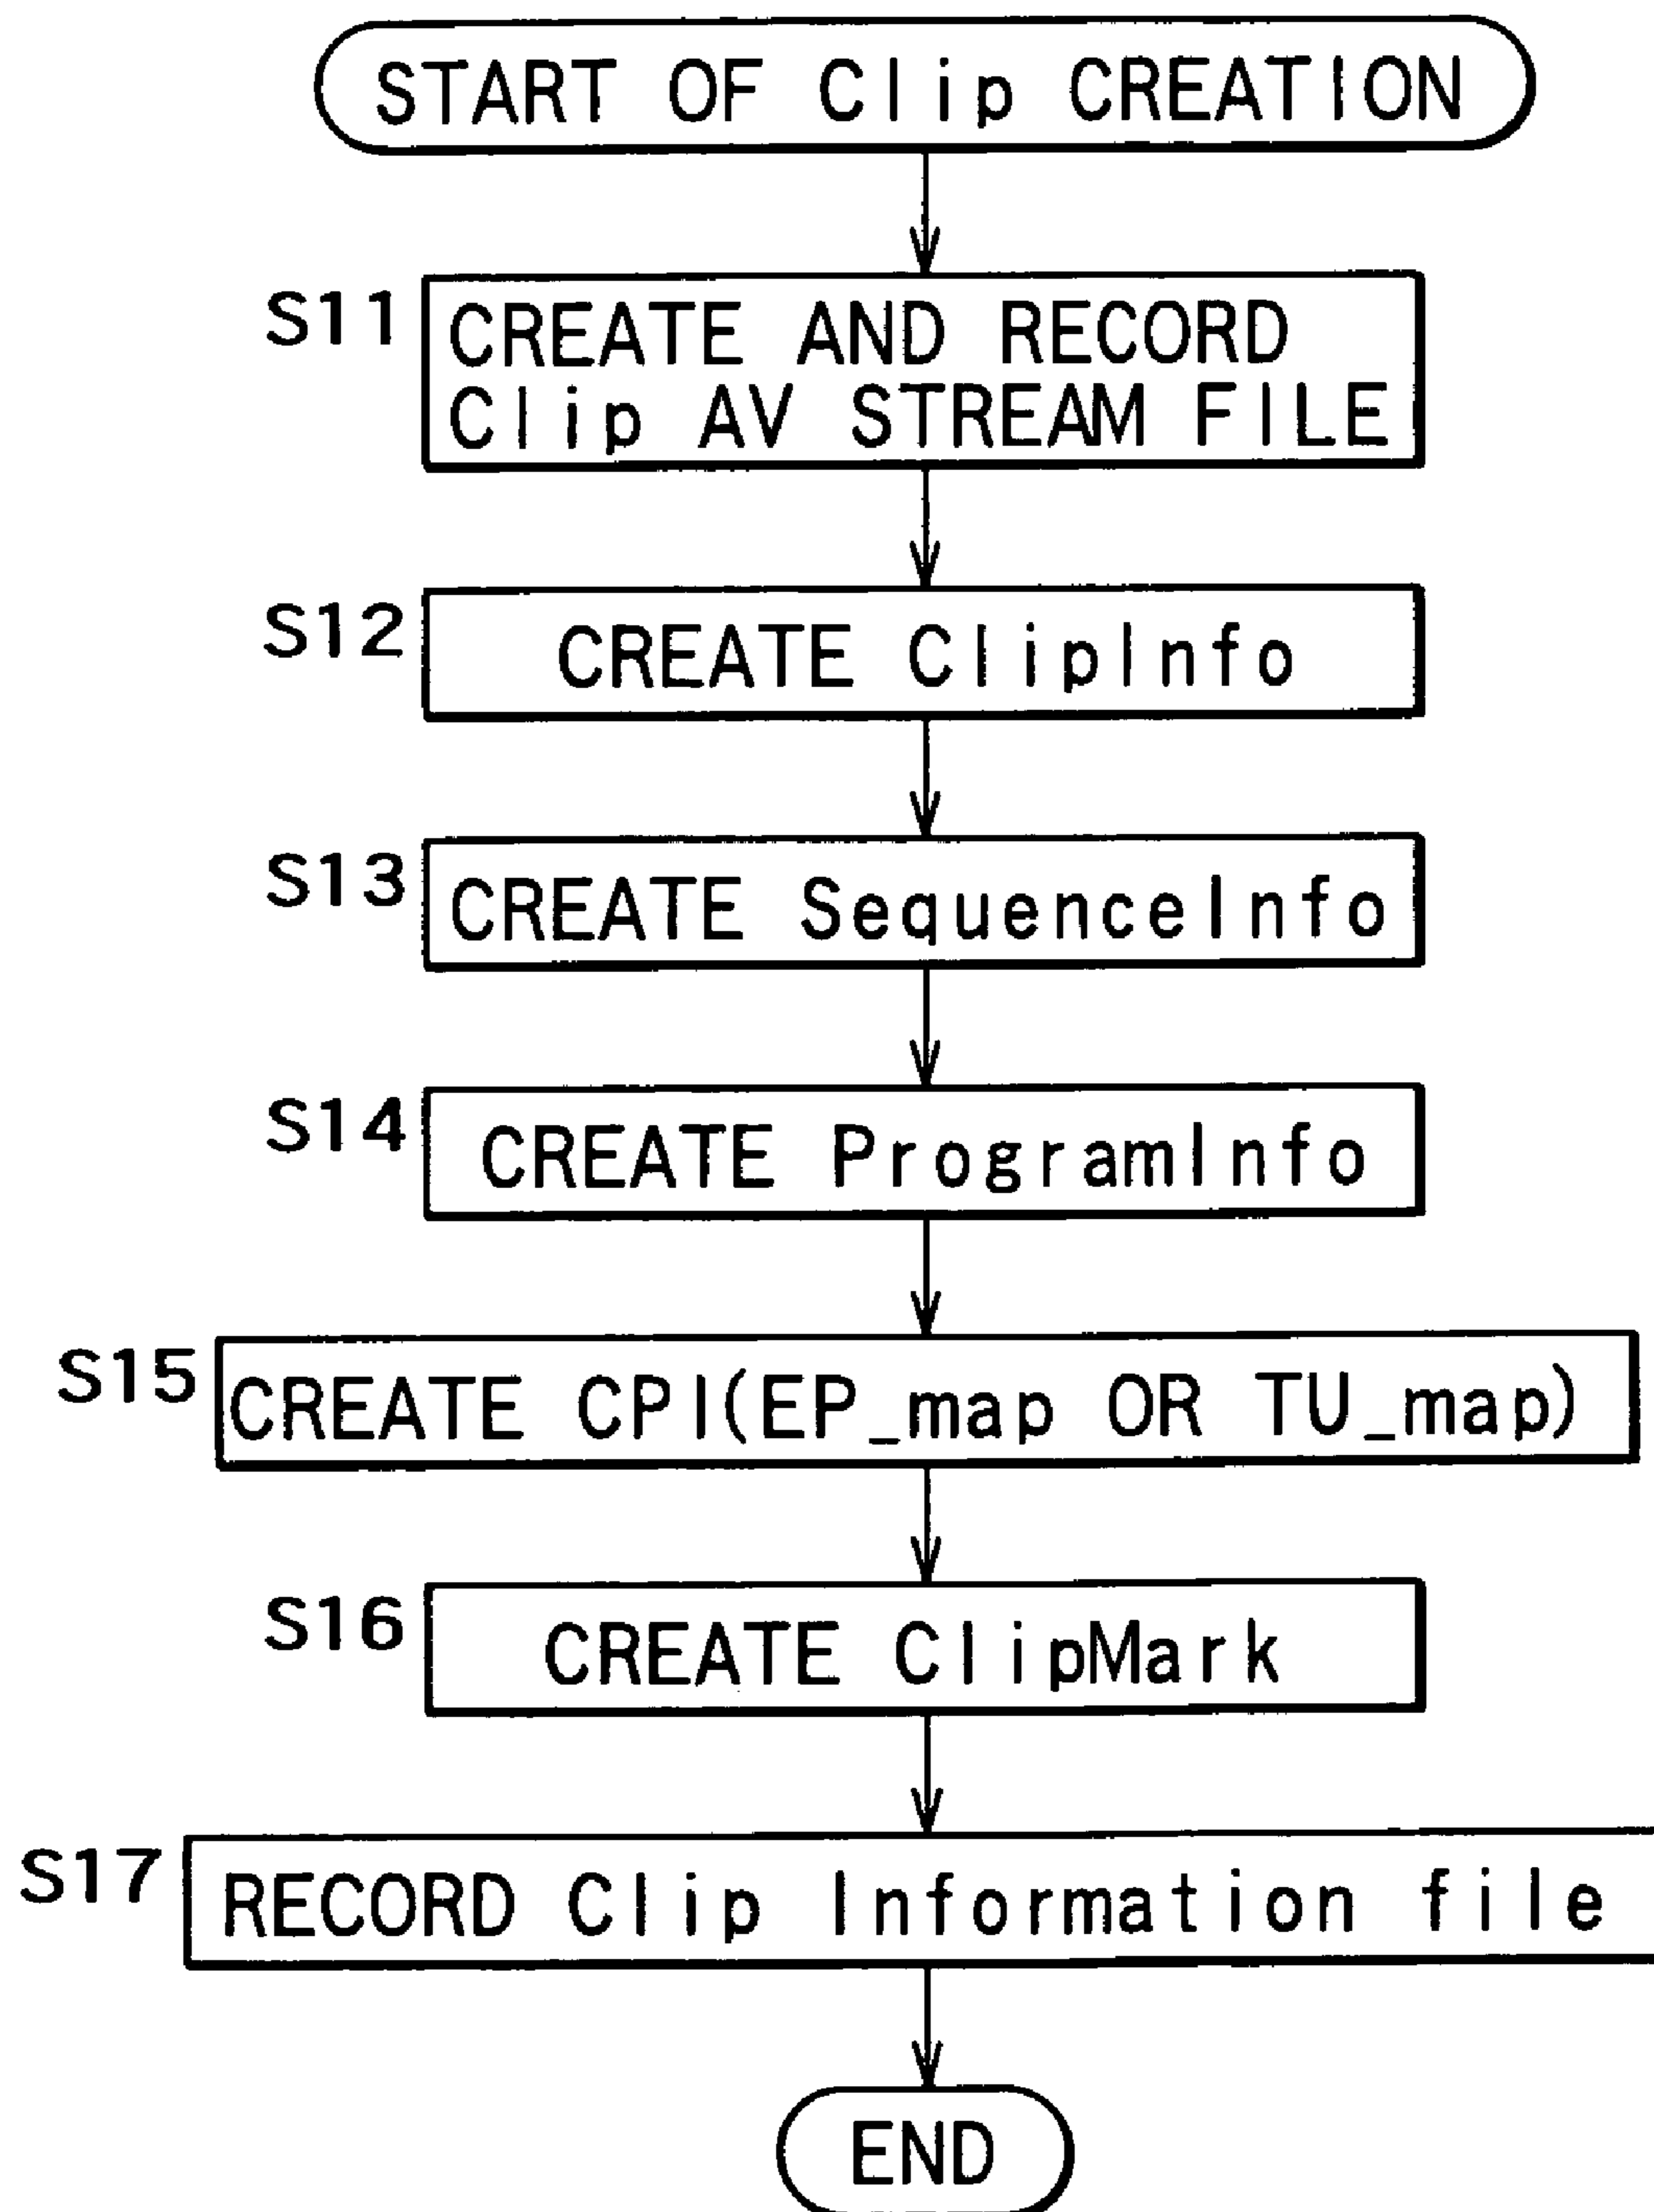 START OF Clip CREATION
S11
CREATE AND RECORD
Clip AV STREAM FILE
S12
CREATE ClipInfo
S13
CREATE SequenceInfo
S14
CREATE ProgramInfo
S15
CREATE CPI(EP_map OR TU_map)
S16
CREATE ClipMark
S17
RECORD Clip Information file
END